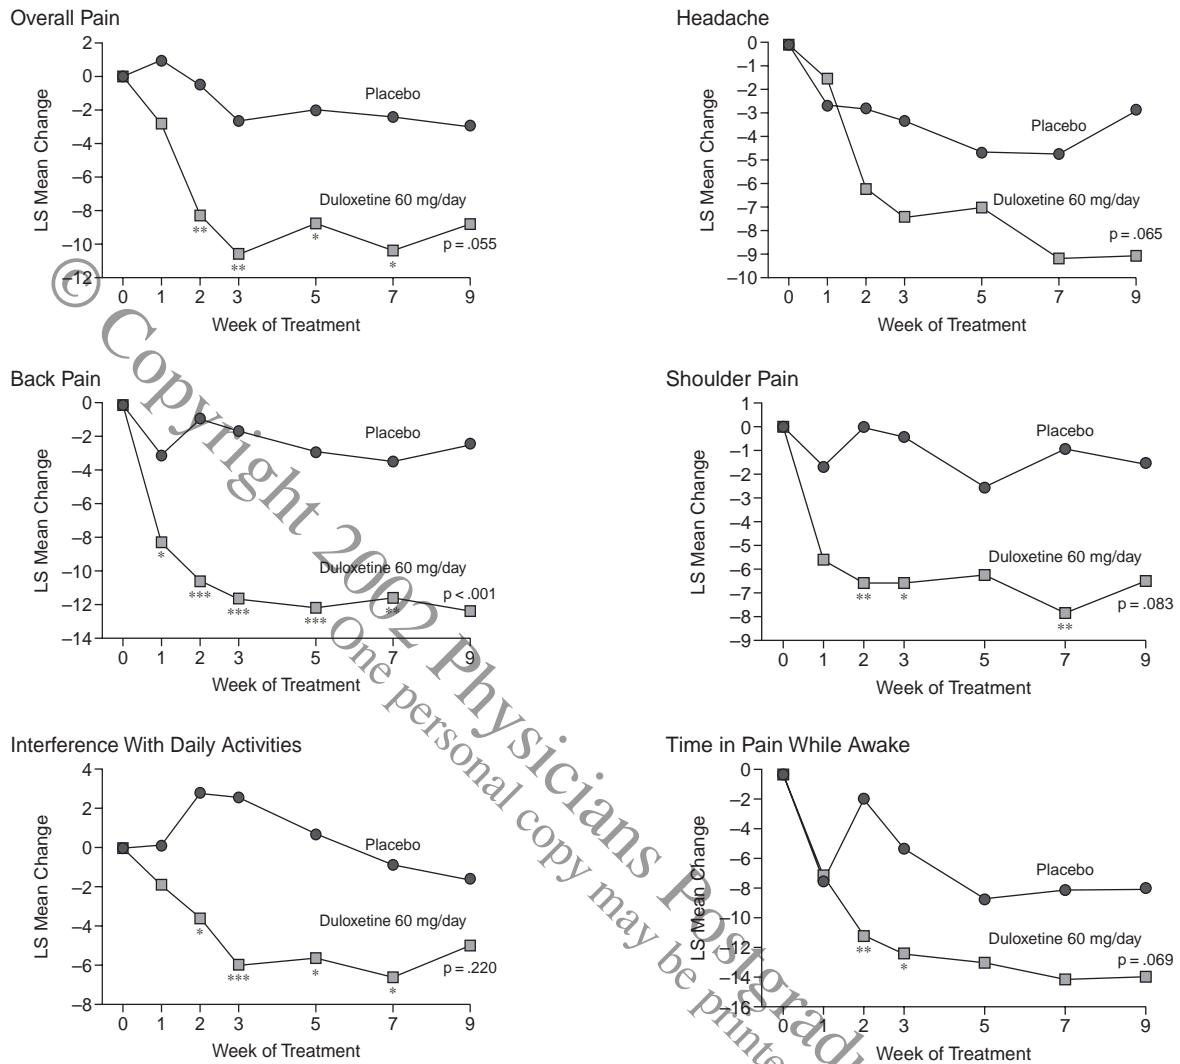 Overall Pain
2
0
–2
–4
–6
–8
–10
–12
LS Mean Change
Placebo
Duloxetine 60 mg/day
**
**
*
*
p = .055
0 1 2 3 5 7 9
Week of Treatment
Headache
0
–1
–2
–3
–4
–5
–6
–7
–8
–9
–10
LS Mean Change
Placebo
Duloxetine 60 mg/day
p = .065
0 1 2 3 5 7 9
Week of Treatment
Back Pain
0
–2
–4
–6
–8
–10
–12
–14
LS Mean Change
Placebo
Duloxetine 60 mg/day
*
***
***
***
**
p < .001
0 1 2 3 5 7 9
Week of Treatment
Shoulder Pain
1
0
–1
–2
–3
–4
–5
–6
–7
–8
–9
LS Mean Change
Placebo
Duloxetine 60 mg/day
**
*
**
p = .083
0 1 2 3 5 7 9
Week of Treatment
Interference With Daily Activities
4
2
0
–2
–4
–6
–8
LS Mean Change
Placebo
Duloxetine 60 mg/day
*
***
*
*
p = .220
0 1 2 3 5 7 9
Week of Treatment
Time in Pain While Awake
0
–2
–4
–6
–8
–10
–12
–14
–16
LS Mean Change
Placebo
Duloxetine 60 mg/day
**
*
p = .069
0 1 2 3 5 7 9
Week of Treatment
© Copyright 2002 Physicians
One personal copy may be